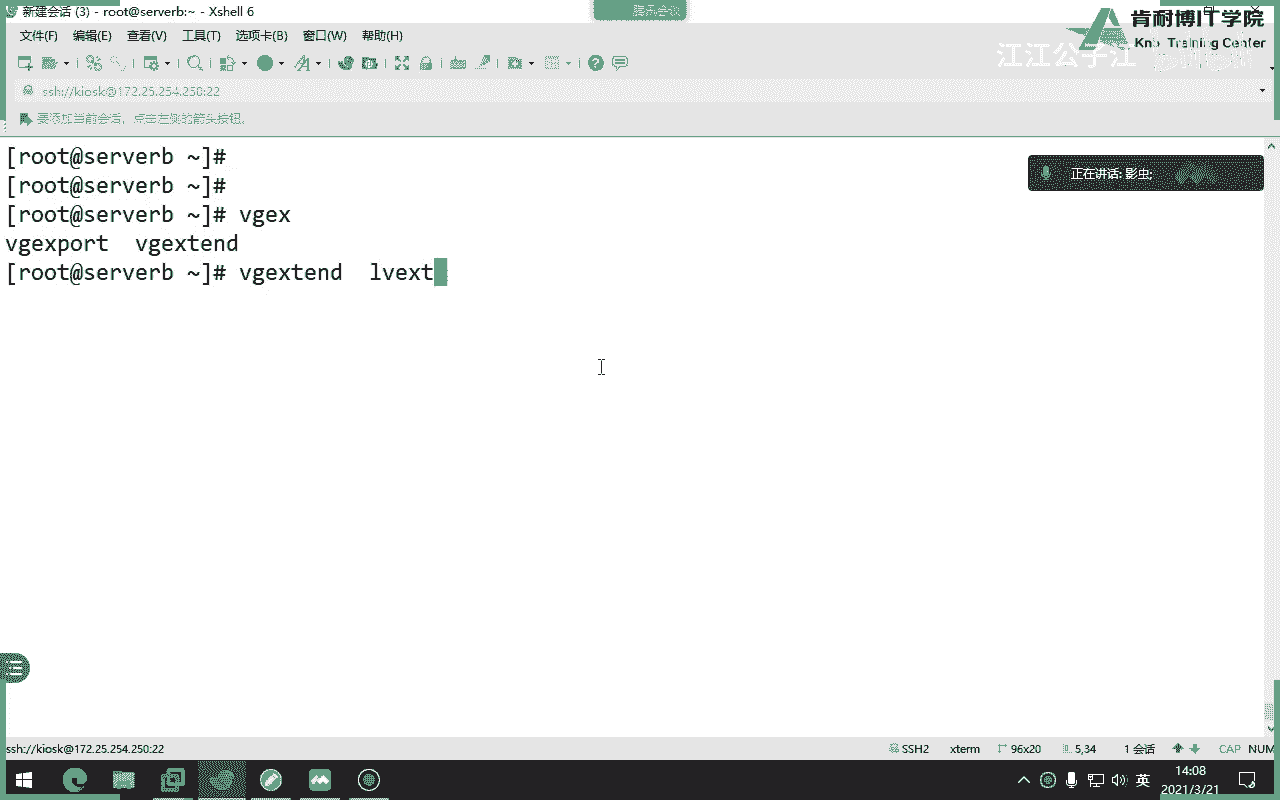 新建会话 (3) - root@serverb:~ - Xshell 6
腾讯会议
肯耐博IT学院
Knb Training Center
江江公子江
文件(F) 编辑(E) 查看(V) 工具(T) 选项卡(B) 窗口(W) 帮助(H)
ssh://kiosk@172.25.254.250:22
要添加当前会话，点击左侧的箭头按钮。
正在讲话: 影虫;
[root@serverb ~]#
[root@serverb ~]#
[root@serverb ~]# vgex
vgexport vgextend
[root@serverb ~]# vgextend lvext
ssh://kiosk@172.25.254.250:22 SSH2 xterm 96x20 5,34 1 会话 CAP NUM
英 14:08
2021/3/21